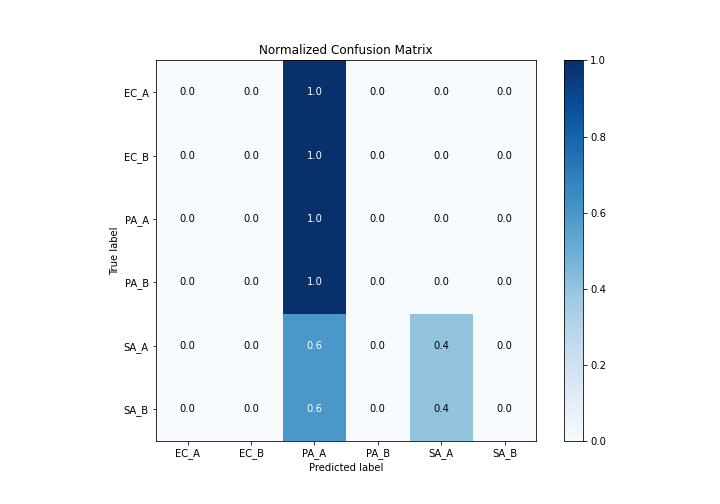 Normalized Confusion Matrix
True label
EC_A 0.0 0.0 1.0 0.0 0.0 0.0
EC_B 0.0 0.0 1.0 0.0 0.0 0.0
PA_A 0.0 0.0 1.0 0.0 0.0 0.0
PA_B 0.0 0.0 1.0 0.0 0.0 0.0
SA_A 0.0 0.0 0.6 0.0 0.4 0.0
SA_B 0.0 0.0 0.6 0.0 0.4 0.0
EC_A EC_B PA_A PA_B SA_A SA_B
Predicted label
1.0
0.8
0.6
0.4
0.2
0.0